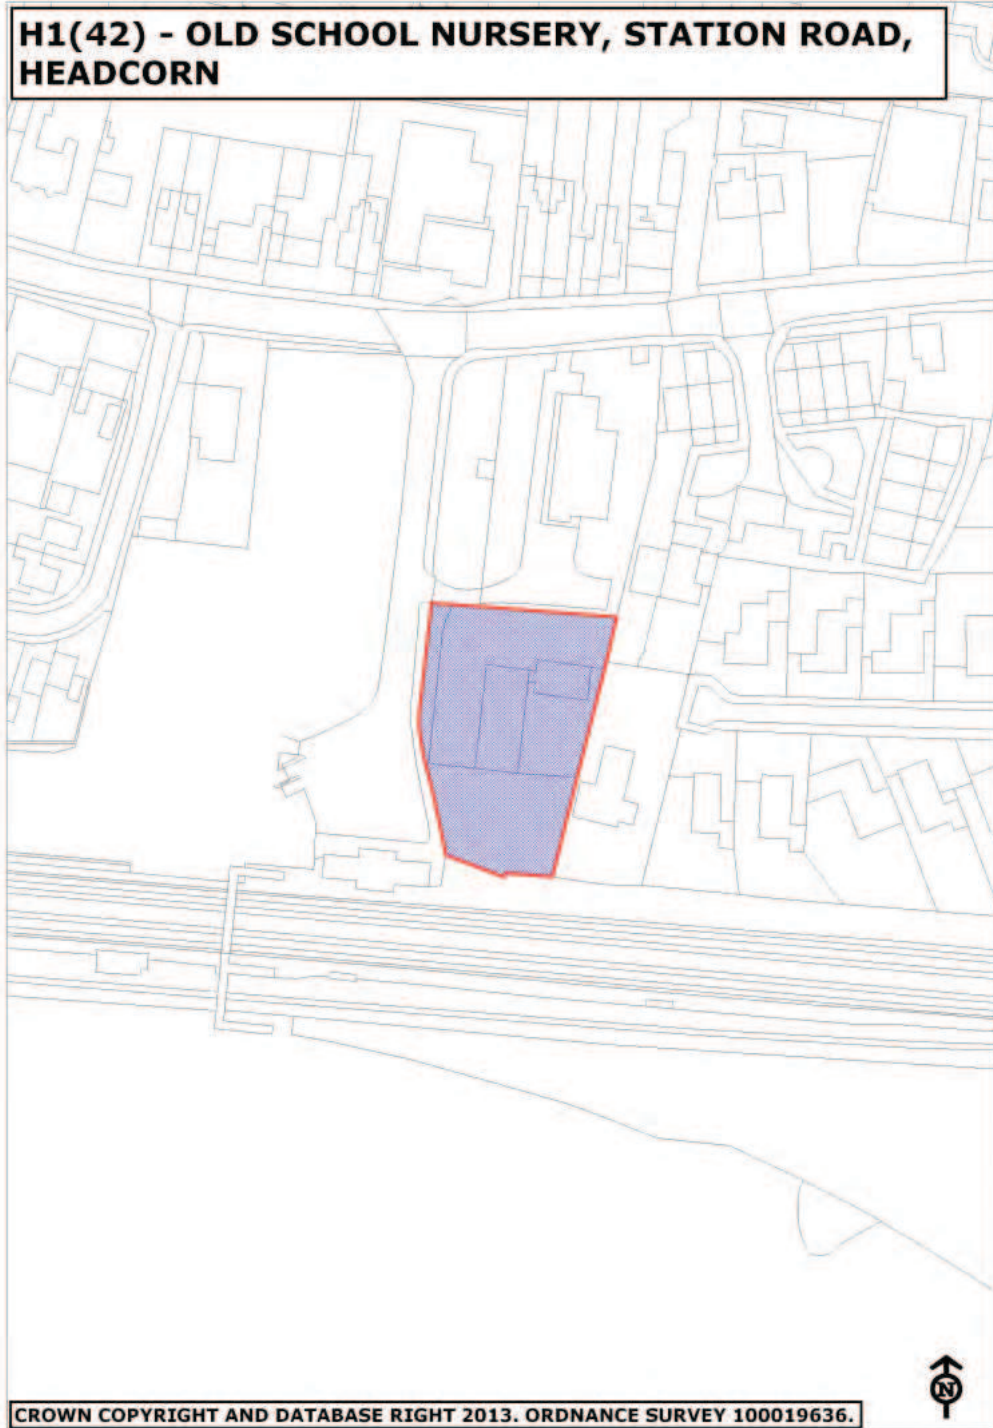 H1(42) - OLD SCHOOL NURSERY, STATION ROAD,
HEADCORN
N
CROWN COPYRIGHT AND DATABASE RIGHT 2013. ORDNANCE SURVEY 100019636.